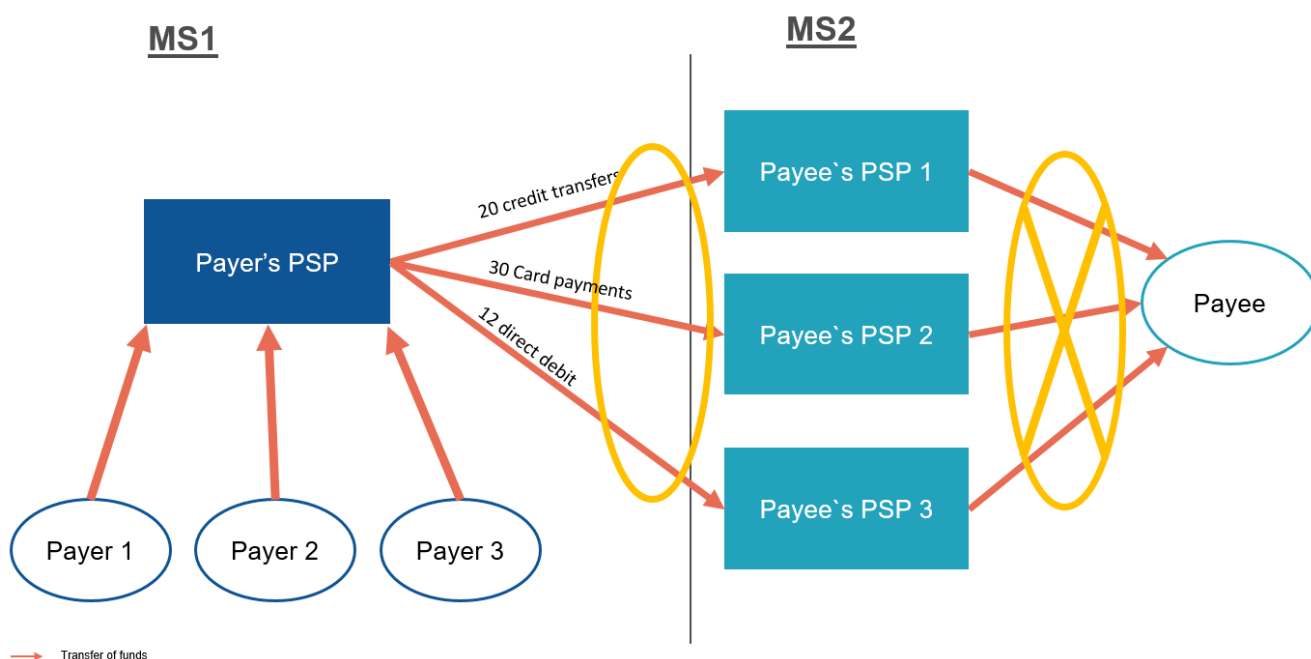 MS1
MS2
20 credit transfers
Payee`s PSP 1
Payer’s PSP
30 Card payments
Payee
12 direct debit
Payee`s PSP 2
Payee`s PSP 3
Payer 1
Payer 2
Payer 3
Transfer of funds